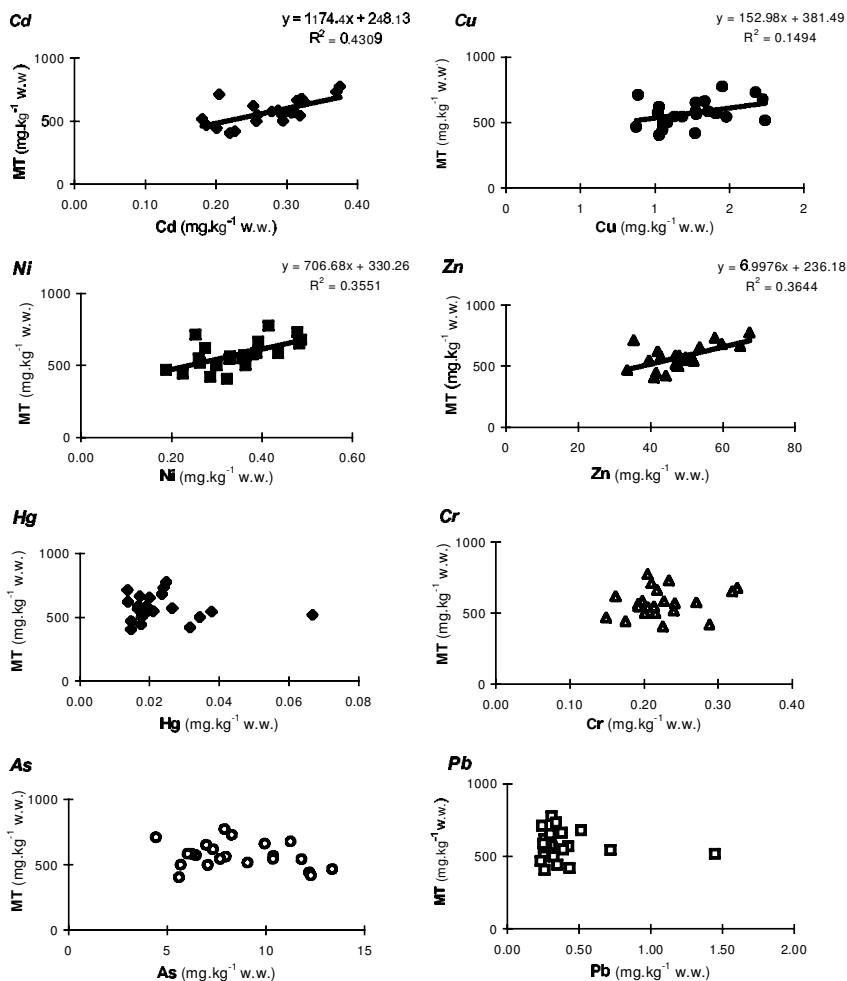 Cd
y = 1174.4x + 248.13
R² = 0.4309
1000
500
0
MT (mg.kg⁻¹ w.w)
0.00 0.10 0.20 0.30 0.40
Cd (mg.kg⁻¹ w.w.)
Cu
y = 152.98x + 381.49
R² = 0.1494
1000
500
0
MT (mg.kg⁻¹ w.w)
0 1 1 2 2
Cu (mg.kg⁻¹ w.w.)
Ni
y = 706.68x + 330.26
R² = 0.3551
1000
500
0
MT (mg.kg⁻¹ w.w.)
0.00 0.20 0.40 0.60
Ni (mg.kg⁻¹ w.w.)
Zn
y = 6.9976x + 236.18
R² = 0.3644
1000
500
0
MT (mg.kg⁻¹ w.w.)
0 20 40 60 80
Zn (mg.kg⁻¹ w.w.)
Hg
1000
500
0
MT (mg.kg⁻¹ w.w.)
0.00 0.02 0.04 0.06 0.08
Hg (mg.kg⁻¹ w.w.)
Cr
1000
500
0
MT (mg.kg⁻¹ w.w.)
0.00 0.10 0.20 0.30 0.40
Cr (mg.kg⁻¹ w.w.)
As
1000
500
0
MT (mg.kg⁻¹ w.w.)
0 5 10 15
As (mg.kg⁻¹ w.w.)
Pb
1000
500
0
MT (mg.kg⁻¹w.w.)
0.00 0.50 1.00 1.50 2.00
Pb (mg.kg⁻¹ w.w.)